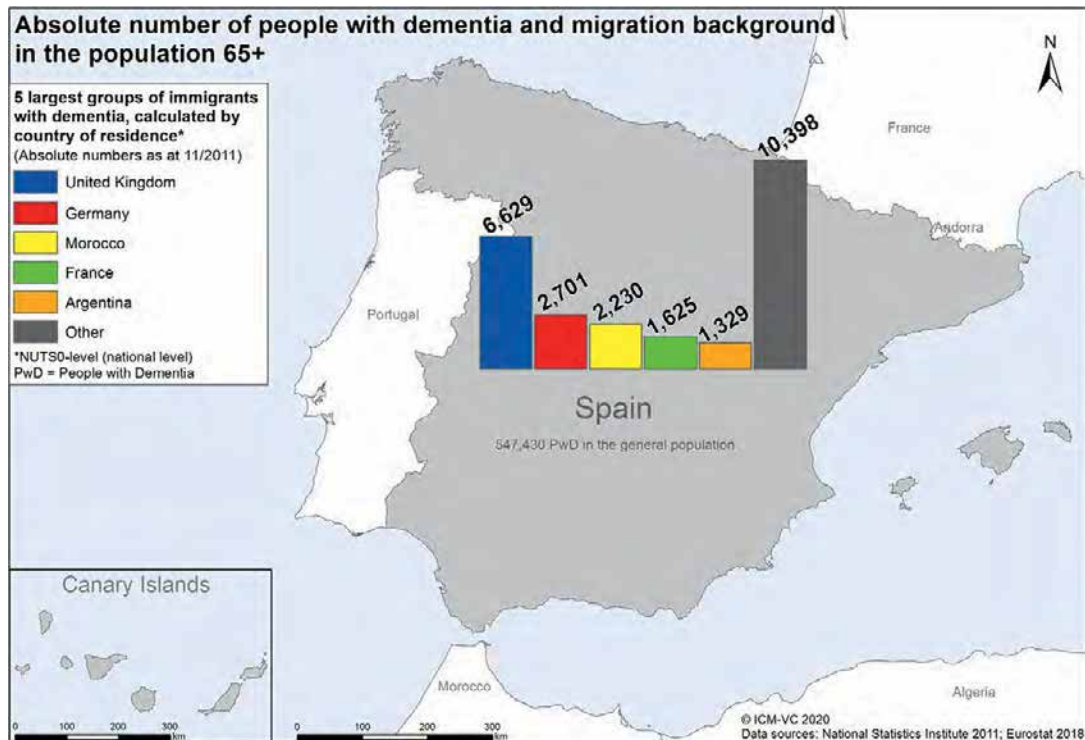 Absolute number of people with dementia and migration background
in the population 65+
5 largest groups of immigrants
with dementia, calculated by
country of residence*
(Absolute numbers as at 11/2011)
United Kingdom
Germany
Morocco
France
Argentina
Other
*NUTS0-level (national level)
PwD = People with Dementia
N
France
Andorra
Portugal
6,629
2,701
2,230
1,625
1,329
10,398
Spain
547,430 PwD in the general population
Canary Islands
0 100 200 300
km
Morocco
0 100 200 300
km
Algeria
© ICM-VC 2020
Data sources: National Statistics Institute 2011; Eurostat 2018